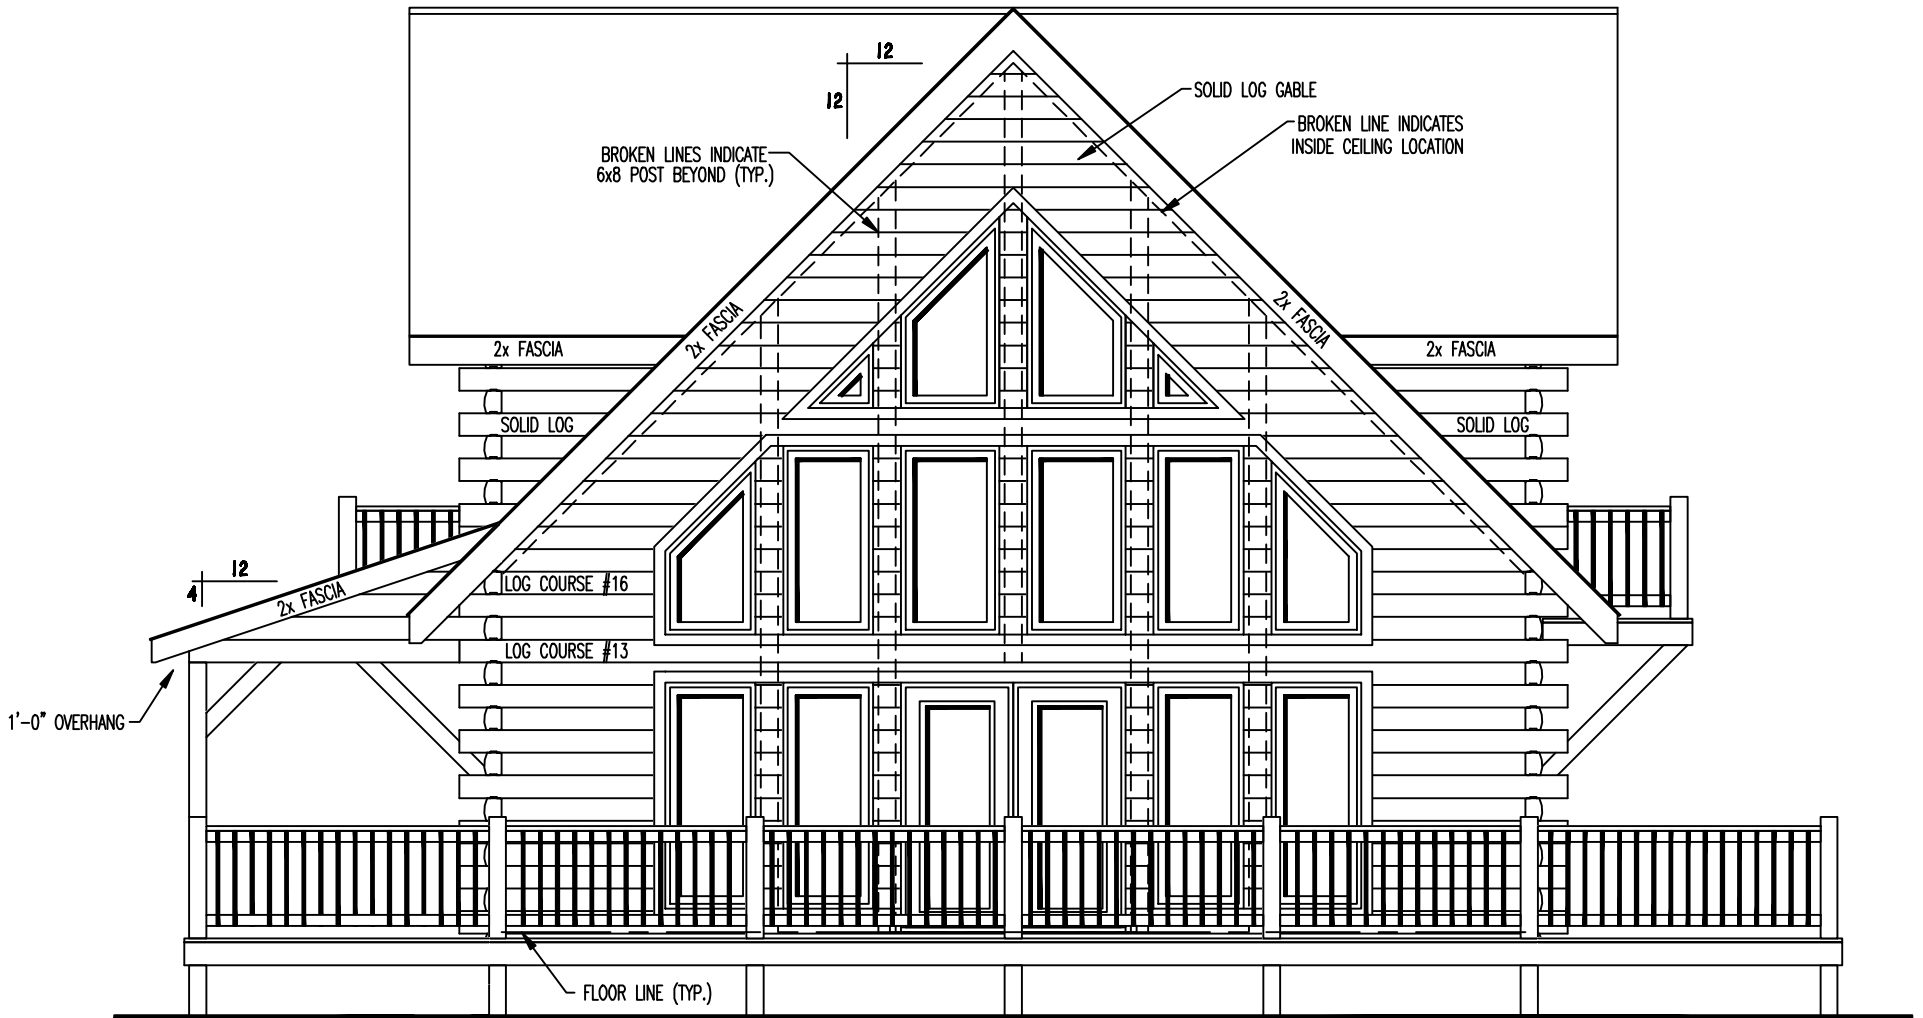 12
12
SOLID LOG GABLE
BROKEN LINE INDICATES
INSIDE CEILING LOCATION
BROKEN LINES INDICATE
6x8 POST BEYOND (TYP.)
2x FASCIA
2x FASCIA
2x FASCIA
2x FASCIA
SOLID LOG
SOLID LOG
12
4
2x FASCIA
LOG COURSE #16
LOG COURSE #13
1'-0" OVERHANG
FLOOR LINE (TYP.)